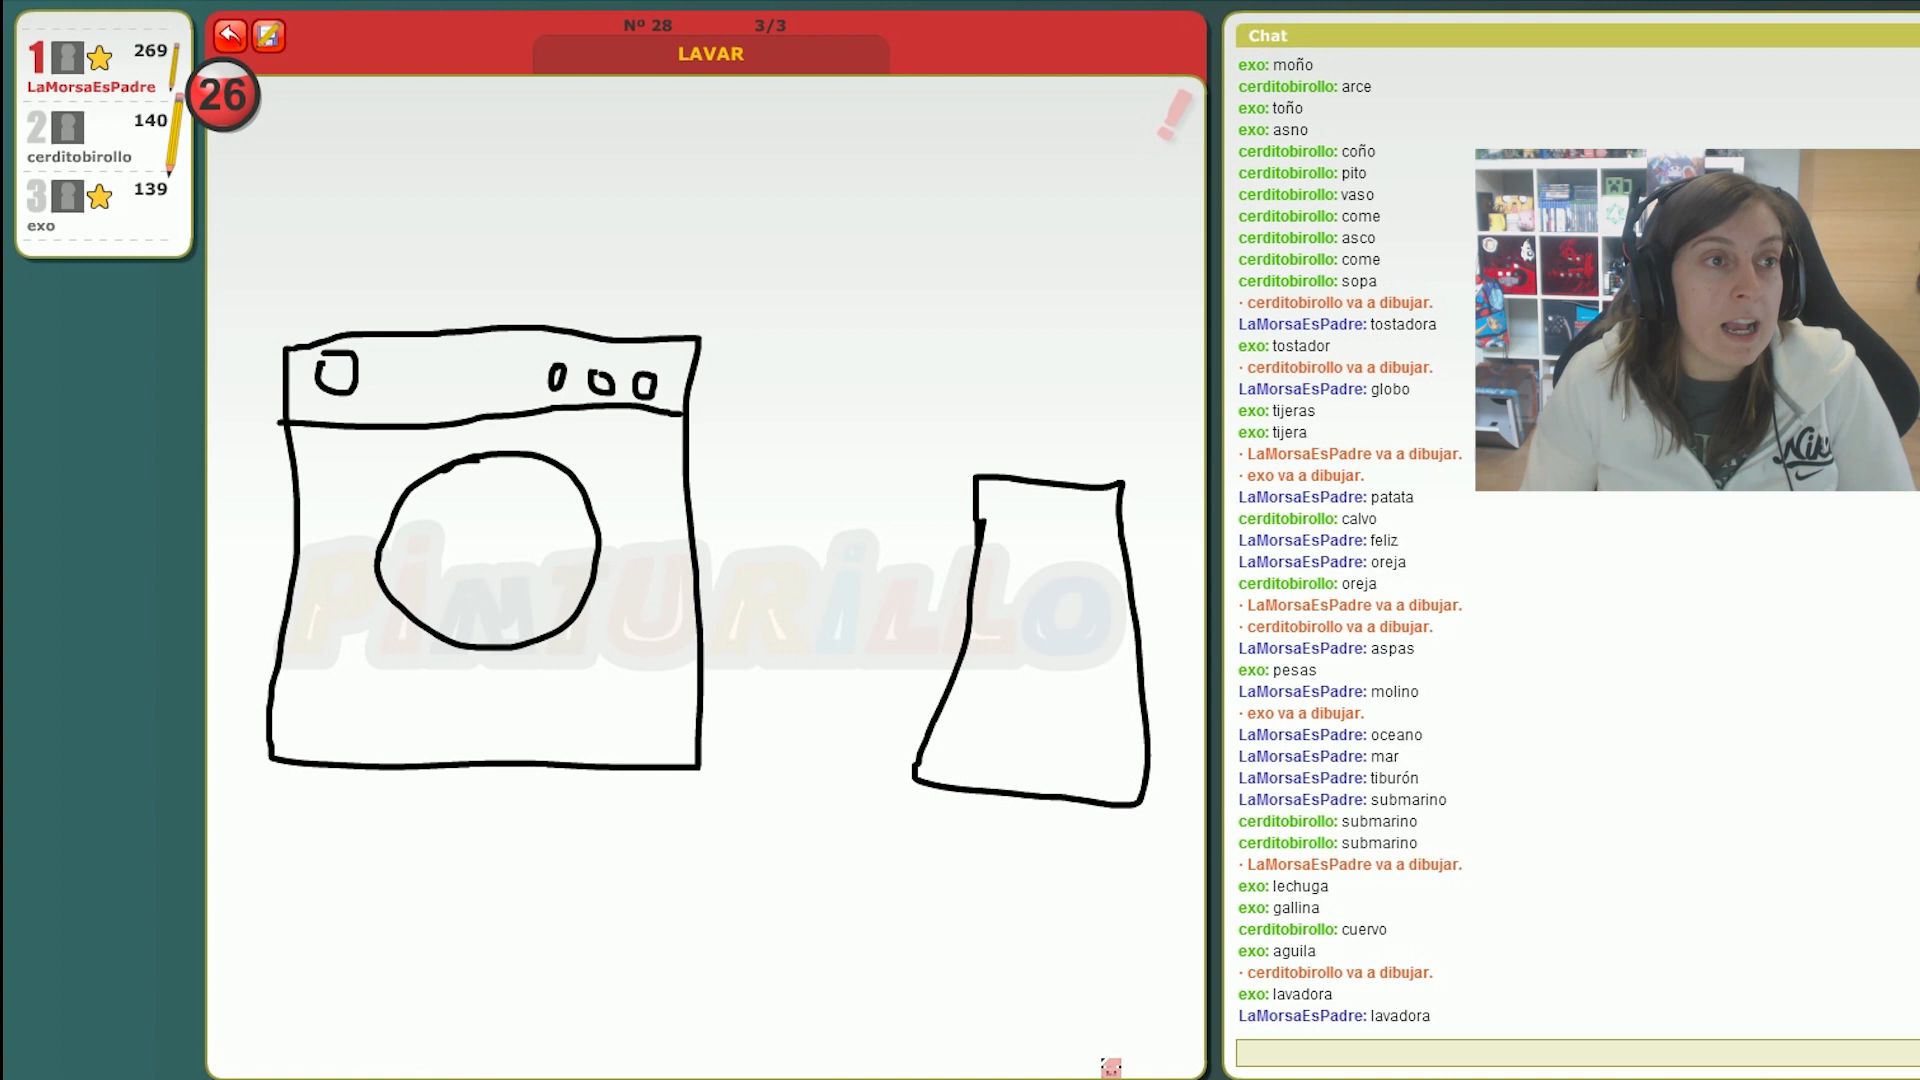 1 269
LaMorsaEsPadre
2 140
cerditobirollo
3 139
exo
26
Nº 28 3/3
LAVAR
PINTURILLO
Chat
exo: moño
cerditobirollo: arce
exo: toño
exo: asno
cerditobirollo: coño
cerditobirollo: pito
cerditobirollo: vaso
cerditobirollo: come
cerditobirollo: asco
cerditobirollo: come
cerditobirollo: sopa
· cerditobirollo va a dibujar.
LaMorsaEsPadre: tostadora
exo: tostador
· cerditobirollo va a dibujar.
LaMorsaEsPadre: globo
exo: tijeras
exo: tijera
· LaMorsaEsPadre va a dibujar.
· exo va a dibujar.
LaMorsaEsPadre: patata
cerditobirollo: calvo
LaMorsaEsPadre: feliz
LaMorsaEsPadre: oreja
cerditobirollo: oreja
· LaMorsaEsPadre va a dibujar.
· cerditobirollo va a dibujar.
LaMorsaEsPadre: aspas
exo: pesas
LaMorsaEsPadre: molino
· exo va a dibujar.
LaMorsaEsPadre: oceano
LaMorsaEsPadre: mar
LaMorsaEsPadre: tiburón
LaMorsaEsPadre: submarino
cerditobirollo: submarino
cerditobirollo: submarino
· LaMorsaEsPadre va a dibujar.
exo: lechuga
exo: gallina
cerditobirollo: cuervo
exo: aguila
· cerditobirollo va a dibujar.
exo: lavadora
LaMorsaEsPadre: lavadora